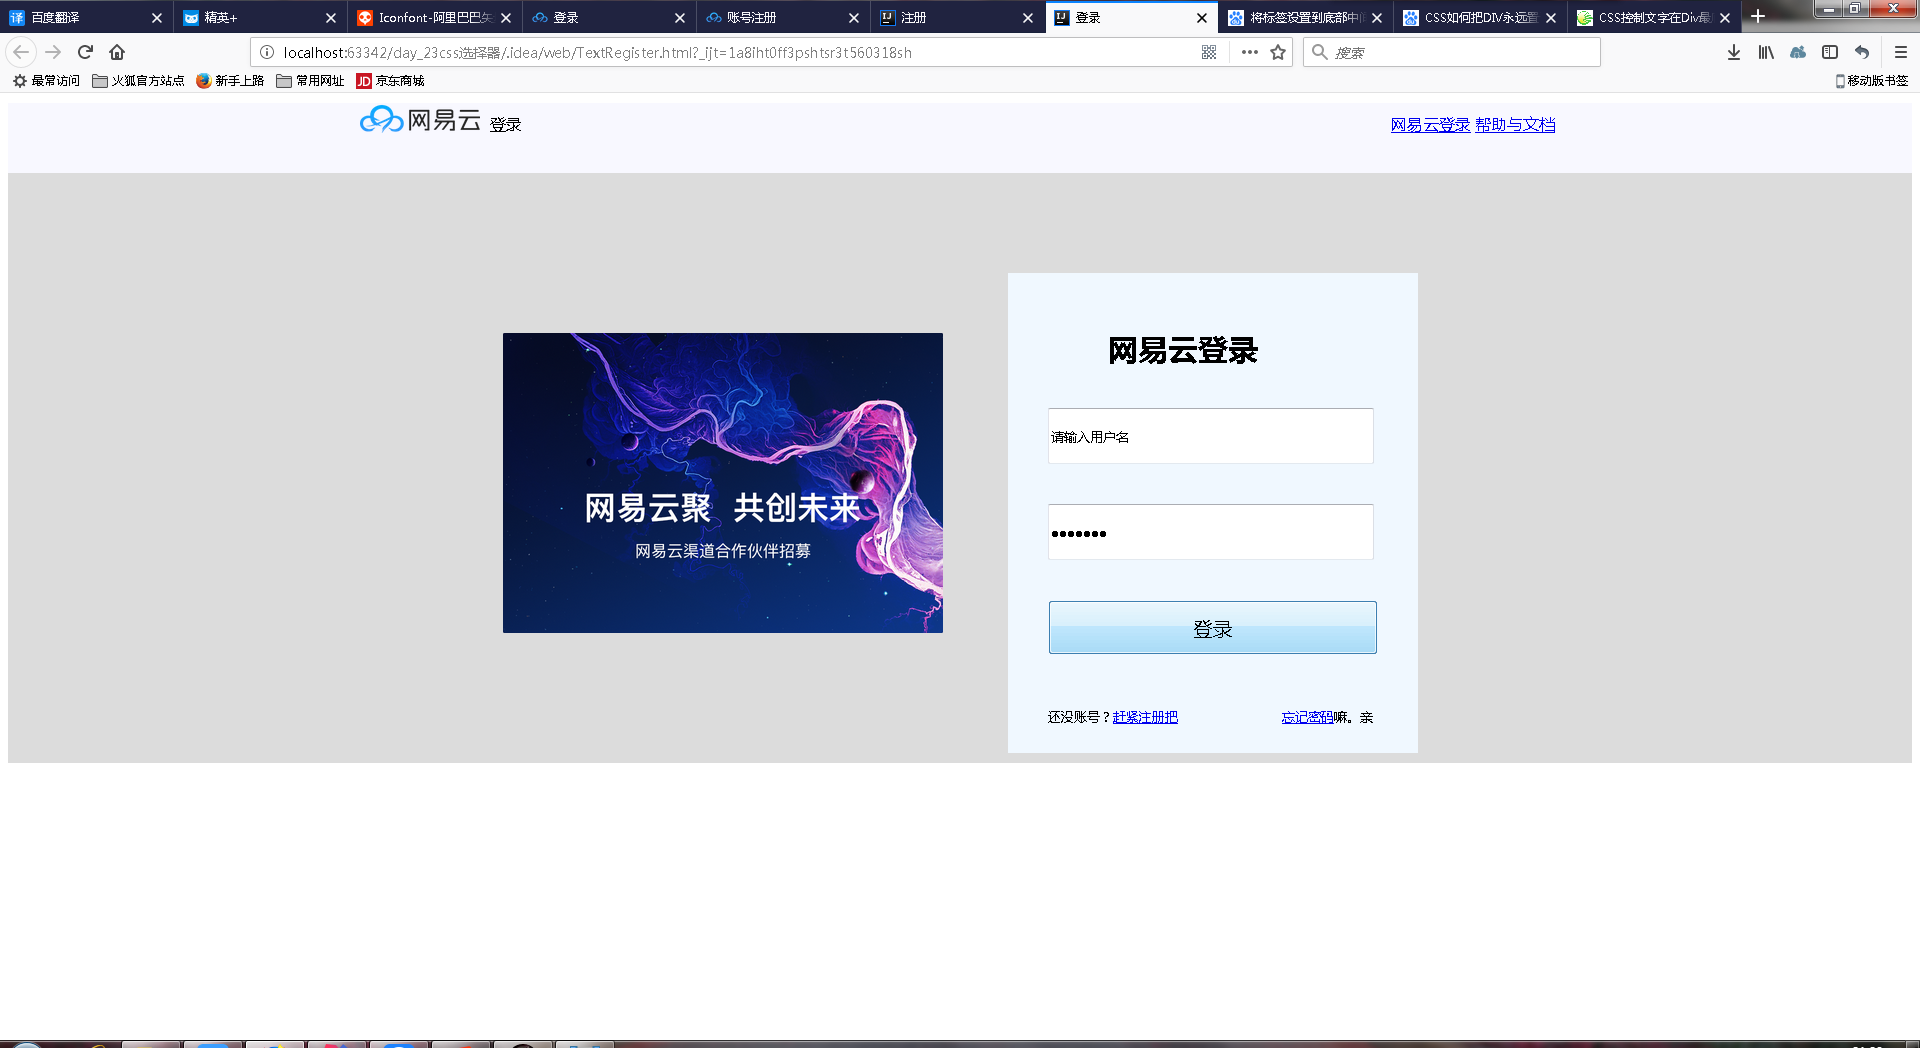 百度翻译
精英+
Iconfont-阿里巴巴矢
登录
账号注册
注册
登录
将标签设置到底部中间
CSS如何把DIV永远置
CSS控制文字在Div最
localhost:63342/day_23css选择器/.idea/web/TextRegister.html?_ijt=1a8iht0ff3pshtsr3t560318sh
搜索
最常访问 火狐官方站点 新手上路 常用网址 JD 京东商城
移动版书签
网易云 登录
网易云登录 帮助与文档
网易云登录
请输入用户名
•••••••
登录
还没账号？赶紧注册把
忘记密码嘛。亲
网易云聚 共创未来
网易云渠道合作伙伴招募